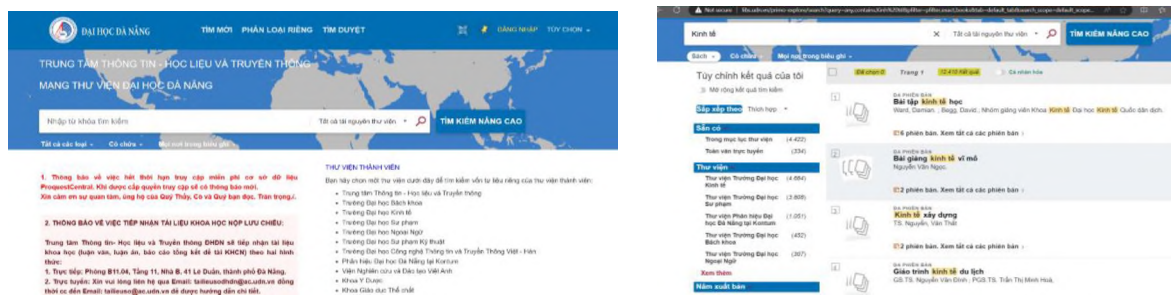 ĐẠI HỌC ĐÀ NẴNG
TÌM MỚI PHÂN LOẠI RIÊNG TÌM DUYỆT
ĐĂNG NHẬP TÙY CHỌN
TRUNG TÂM THÔNG TIN - HỌC LIỆU VÀ TRUYỀN THÔNG
MẠNG THƯ VIỆN ĐẠI HỌC ĐÀ NẴNG
Nhập từ khóa tìm kiếm
Tất cả tài nguyên thư viện
TÌM KIẾM NÂNG CAO
Tất cả các loại Có chứa Mọi nơi trong biểu ghi
1. Thông báo về việc hết thời hạn truy cập miễn phí cơ sở dữ liệu
ProquestCentral. Khi được cấp quyền truy cập sẽ có thông báo mới.
Xin cảm ơn sự quan tâm, ủng hộ của Quý Thầy, Cô và Quý bạn đọc, Trân trọng./.
2. THÔNG BÁO VỀ VIỆC TIẾP NHẬN TÀI LIỆU KHOA HỌC NỘP LƯU CHIỂU:
Trung tâm Thông tin- Học liệu và Truyền thông ĐHĐN sẽ tiếp nhận tài liệu
khoa học (luận văn, luận án, báo cáo tổng kết đề tài KHCN) theo hai hình
thức:
1. Trực tiếp: Phòng B11.04, Tầng 11, Nhà B, 41 Lê Duẩn, thành phố Đà Nẵng.
2. Trực tuyến: Xin vui lòng liên hệ qua Email: tailieusodhdn@ac.udn.vn đồng
thời cc đến Email: tailieuso@ac.udn.vn để được hướng dẫn chi tiết.
THƯ VIỆN THÀNH VIÊN
Bạn hãy chọn một thư viện dưới đây để tìm kiếm vốn tư liệu riêng của thư viện thành viên:
Trung tâm Thông tin - Học liệu và Truyền thông
Trường Đại học Bách khoa
Trường Đại học Kinh tế
Trường Đại học Sư phạm
Trường Đại học Ngoại Ngữ
Trường Đại học Sư phạm Kỹ thuật
Trường Đại học Công nghệ Thông tin và Truyền Thông Việt - Hàn
Phân hiệu Đại học Đà Nẵng tại Kontum
Viện Nghiên cứu và Đào tạo Việt Anh
Khoa Y Dược
Khoa Giáo dục Thể chất
Not secure
Kinh tế
Tất cả tài nguyên thư viện
TÌM KIẾM NÂNG CAO
Sách Có chứa Mọi nơi trong biểu ghi
Tùy chỉnh kết quả của tôi
Mở rộng kết quả tìm kiếm
Sắp xếp theo Thích hợp
Sẵn có
Trong mục lục thư viện (4.422)
Toàn văn trực tuyến (334)
Thư viện
Thư viện Trường Đại học Kinh tế (4.664)
Thư viện Trường Đại học Sư phạm (3.608)
Thư viện Phân hiệu Đại học Đà Nẵng tại Kontum (1.051)
Thư viện Trường Đại học Bách khoa (492)
Thư viện Trường Đại học Ngoại Ngữ (307)
Xem thêm
Năm xuất bản
Đã chọn 0 Trang 1 12.410 kết quả Cá nhân hóa
1
ĐA PHIÊN BẢN
Bài tập kinh tế học
Ward, Damian. ; Begg, David.; Nhóm giảng viên Khoa Kinh tế Đại học Kinh tế Quốc dân dịch.
6 phiên bản. Xem tất cả các phiên bản
2
ĐA PHIÊN BẢN
Bài giảng kinh tế vĩ mô
Nguyễn Văn Ngọc.
2 phiên bản. Xem tất cả các phiên bản
3
ĐA PHIÊN BẢN
Kinh tế xây dựng
TS. Nguyễn, Văn Thất
2 phiên bản. Xem tất cả các phiên bản
4
ĐA PHIÊN BẢN
Giáo trình kinh tế du lịch
GS.TS. Nguyễn Văn Đính ; PGS.TS. Trần Thị Minh Hoà,